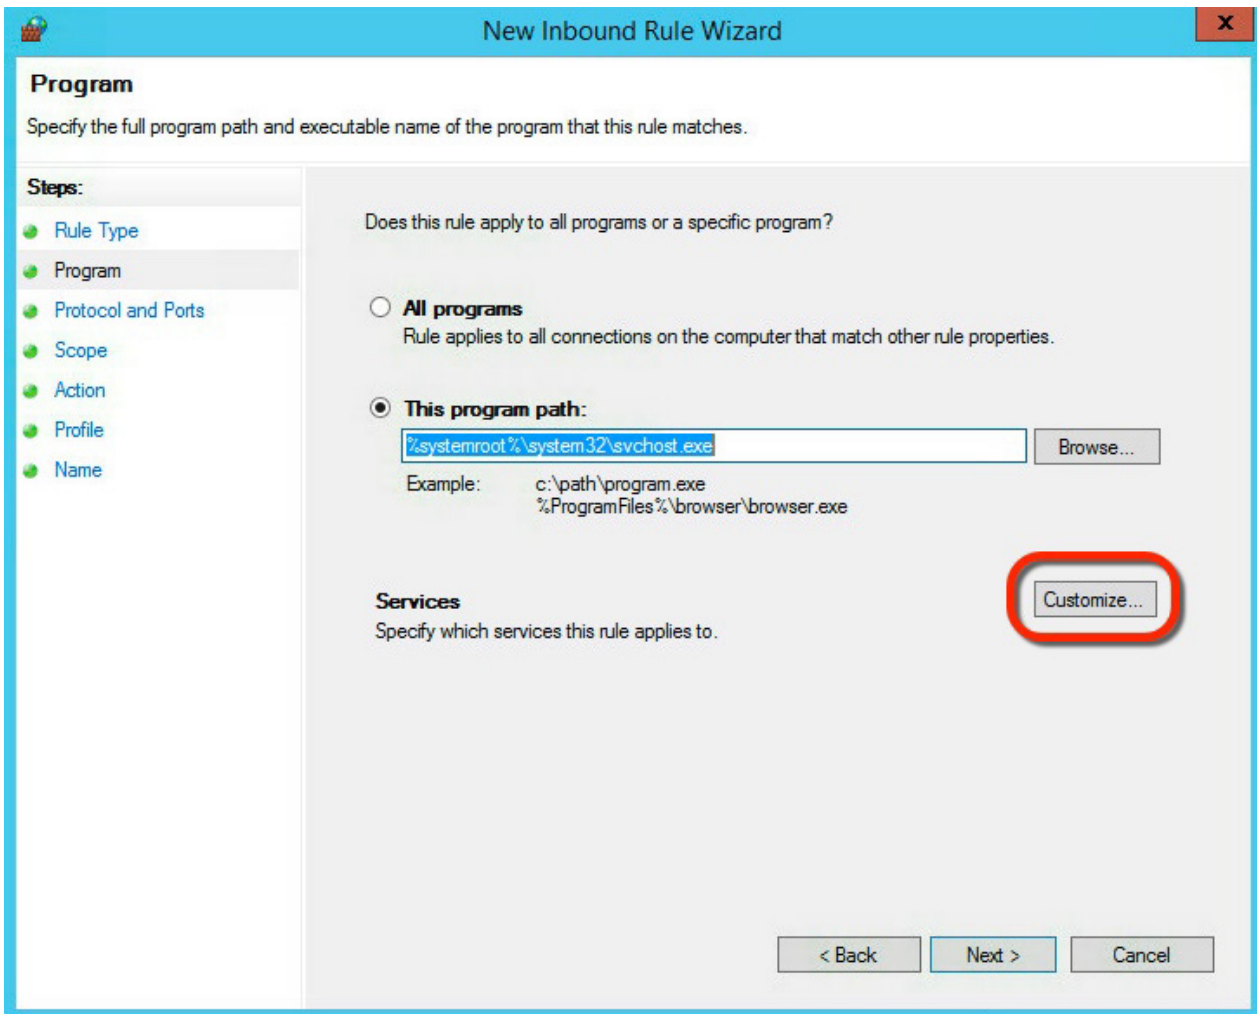 New Inbound Rule Wizard
x
Program
Specify the full program path and executable name of the program that this rule matches.
Steps:
Rule Type
Program
Protocol and Ports
Scope
Action
Profile
Name
Does this rule apply to all programs or a specific program?
All programs
Rule applies to all connections on the computer that match other rule properties.
This program path:
%systemroot%\system32\svchost.exe
Browse...
Example: c:\path\program.exe
%ProgramFiles%\browser\browser.exe
Services
Customize...
Specify which services this rule applies to.
< Back Next > Cancel